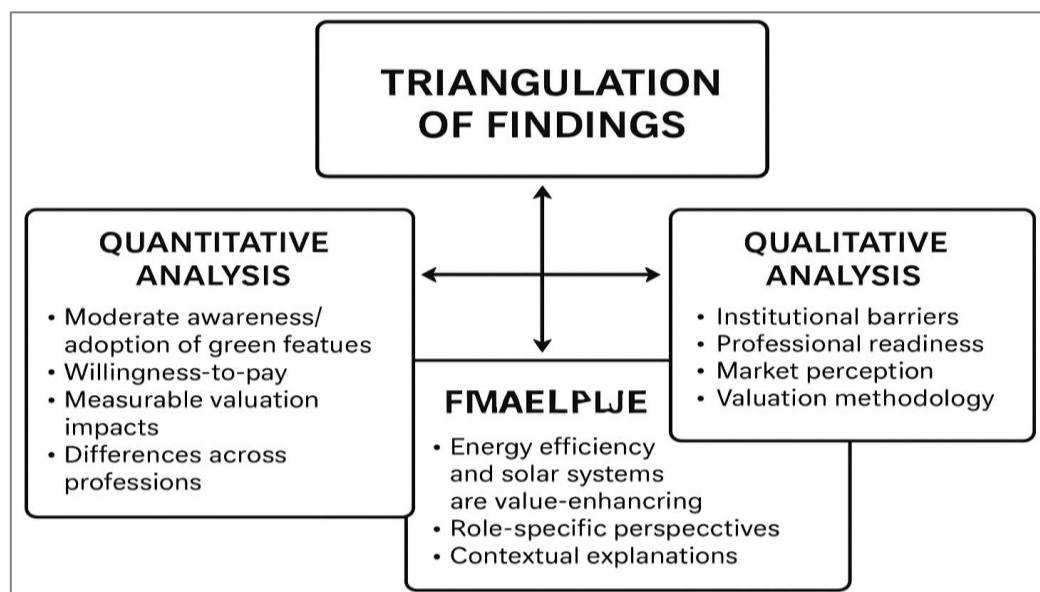 TRIANGULATION
OF FINDINGS
QUANTITATIVE
ANALYSIS
• Moderate awareness/
adoption of green featues
• Willingness-to-pay
• Measurable valuation
impacts
• Differences across
professions
QUALITATIVE
ANALYSIS
• Institutional barriers
• Professional readiness
• Market perception
• Valuation methodology
• Energy efficiency
and solar systems
are value-enhancring
• Role-specific perspecctives
• Contextual explanations